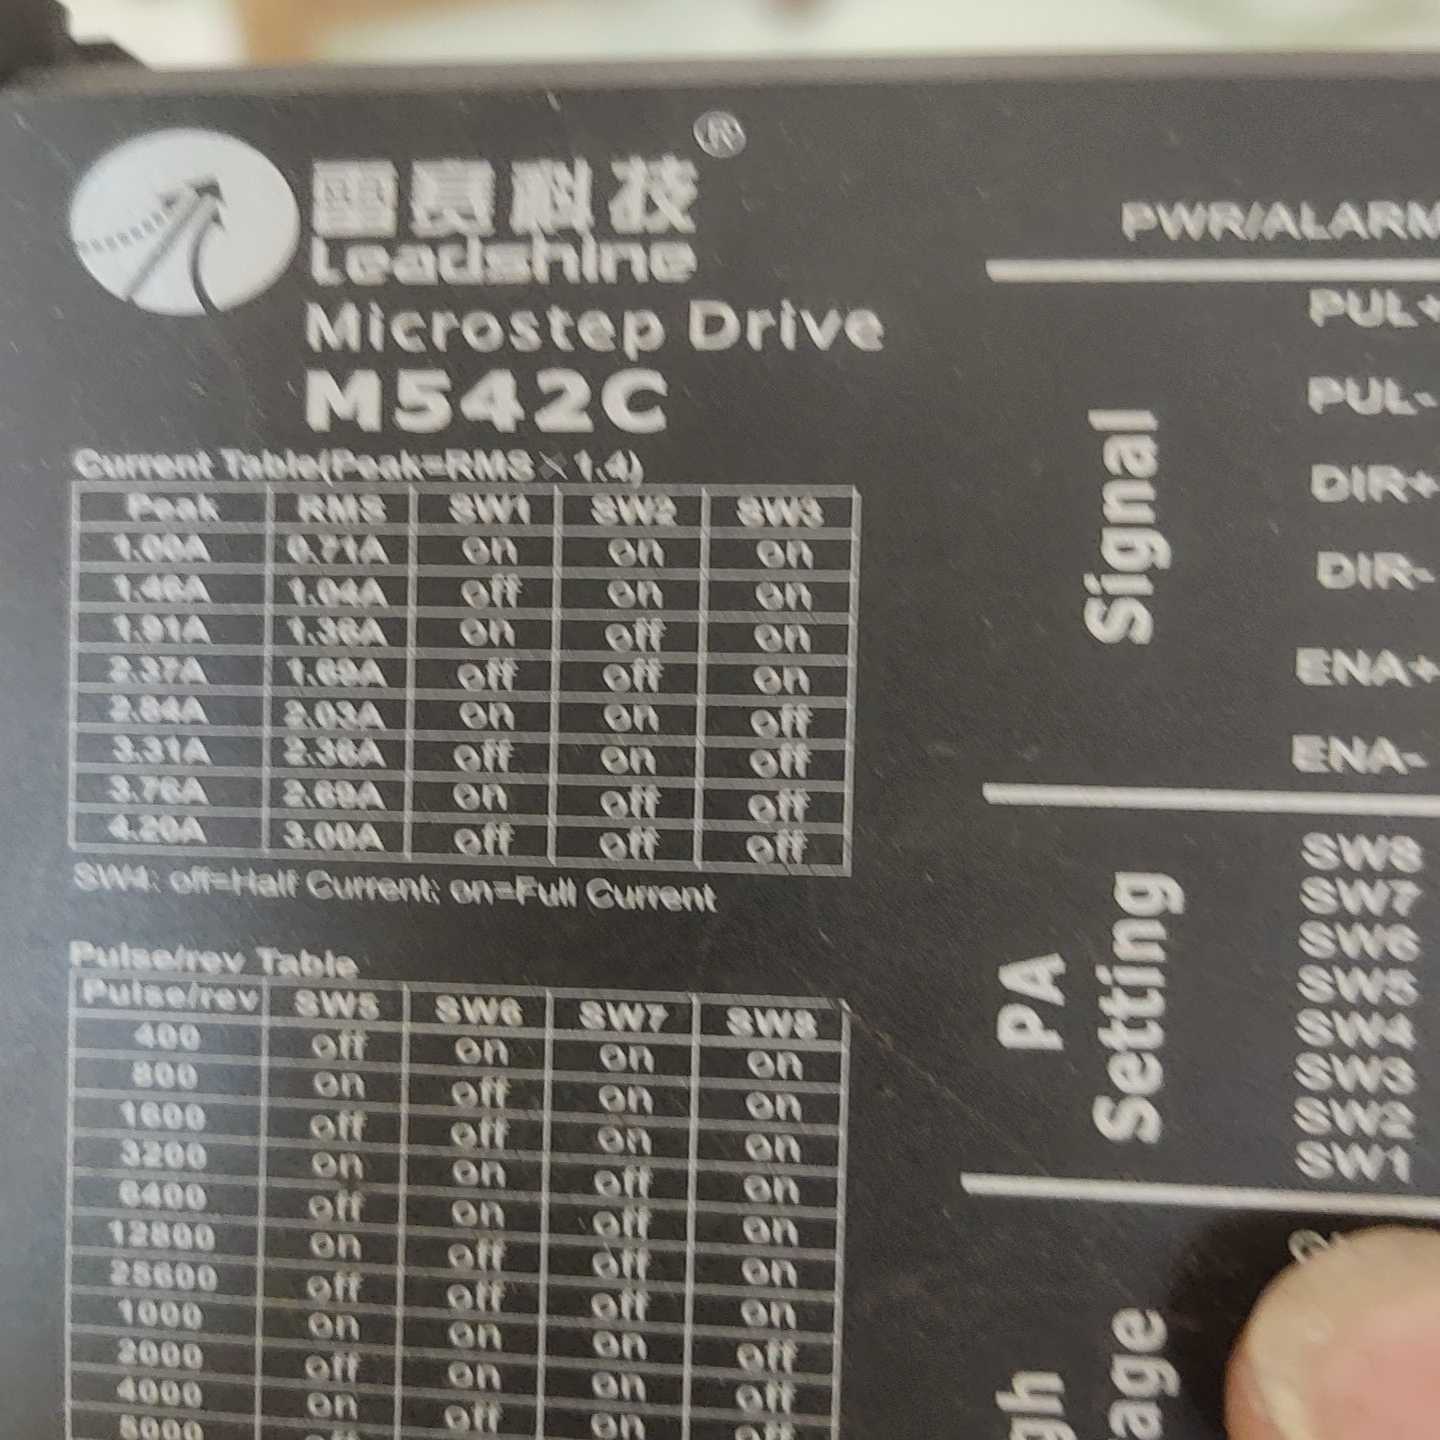 雷赛科技®
Leadshine
Microstep Drive
M542C
Current Table(Peak=RMS×1.4)
Peak RMS SW1 SW2 SW3
1.00A 0.71A on on on
1.46A 1.04A off on on
1.91A 1.36A on off on
2.37A 1.69A off off on
2.84A 2.03A on on off
3.31A 2.36A off on off
3.76A 2.69A on off off
4.20A 3.00A off off off
SW4: off=Half Current; on=Full Current
Pulse/rev Table
Pulse/rev SW5 SW6 SW7 SW8
400 off on on on
800 on off on on
1600 off off on on
3200 on on off on
6400 off on off on
12800 on off off on
25600 off off off on
1000 on on on off
2000 off on on off
4000 on off on off
5000
PWR/ALARM
Signal
PUL+
PUL-
DIR+
DIR-
ENA+
ENA-
PA
Setting
SW8
SW7
SW6
SW5
SW4
SW3
SW2
SW1